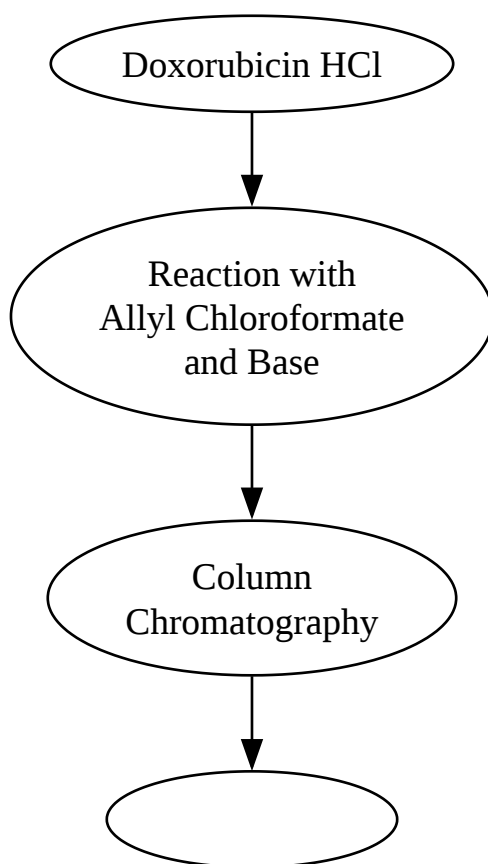 Doxorubicin HCl
Reaction with
Allyl Chloroformate
and Base
Column
Chromatography